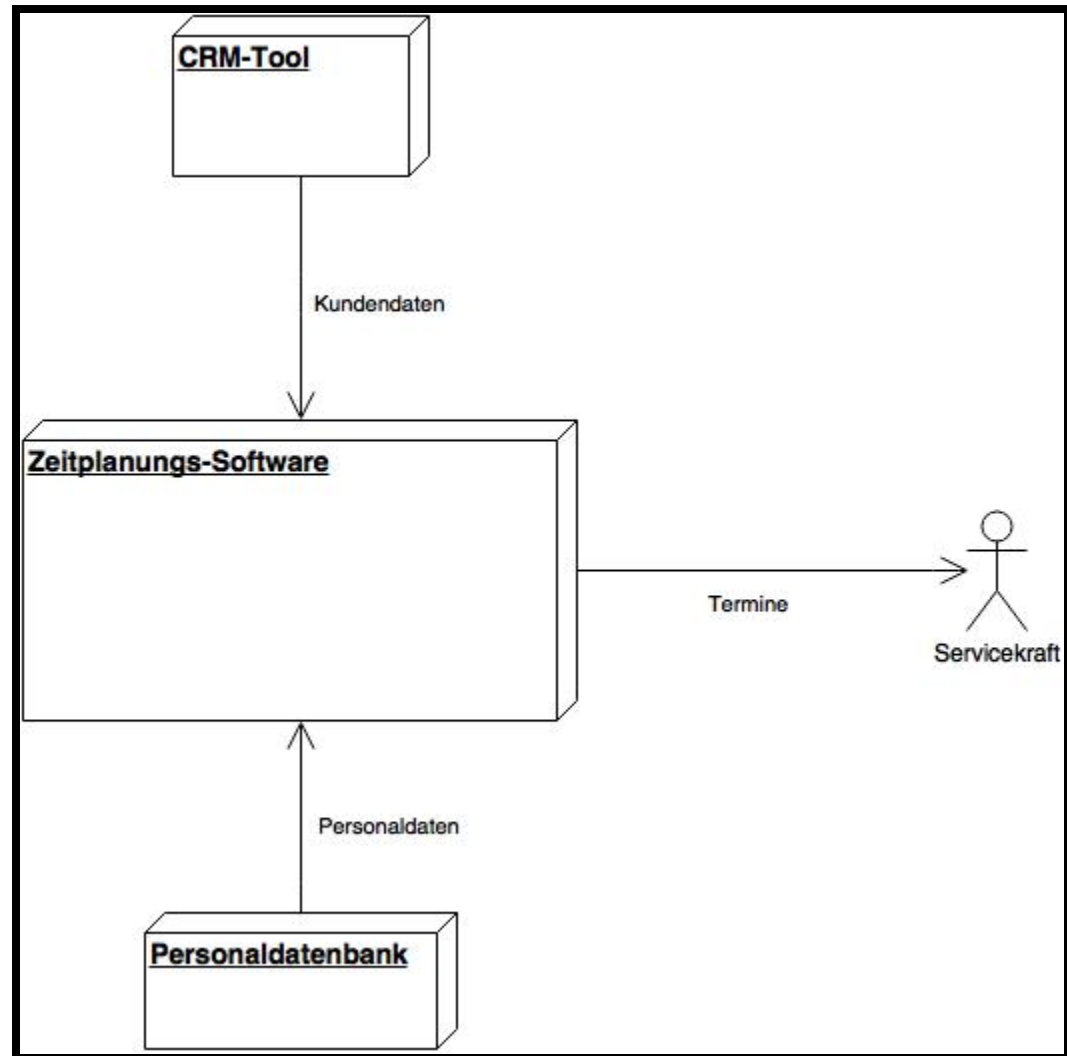 CRM-Tool
Kundendaten
Zeitplanungs-Software
Termine
Servicekraft
Personaldaten
Personaldatenbank